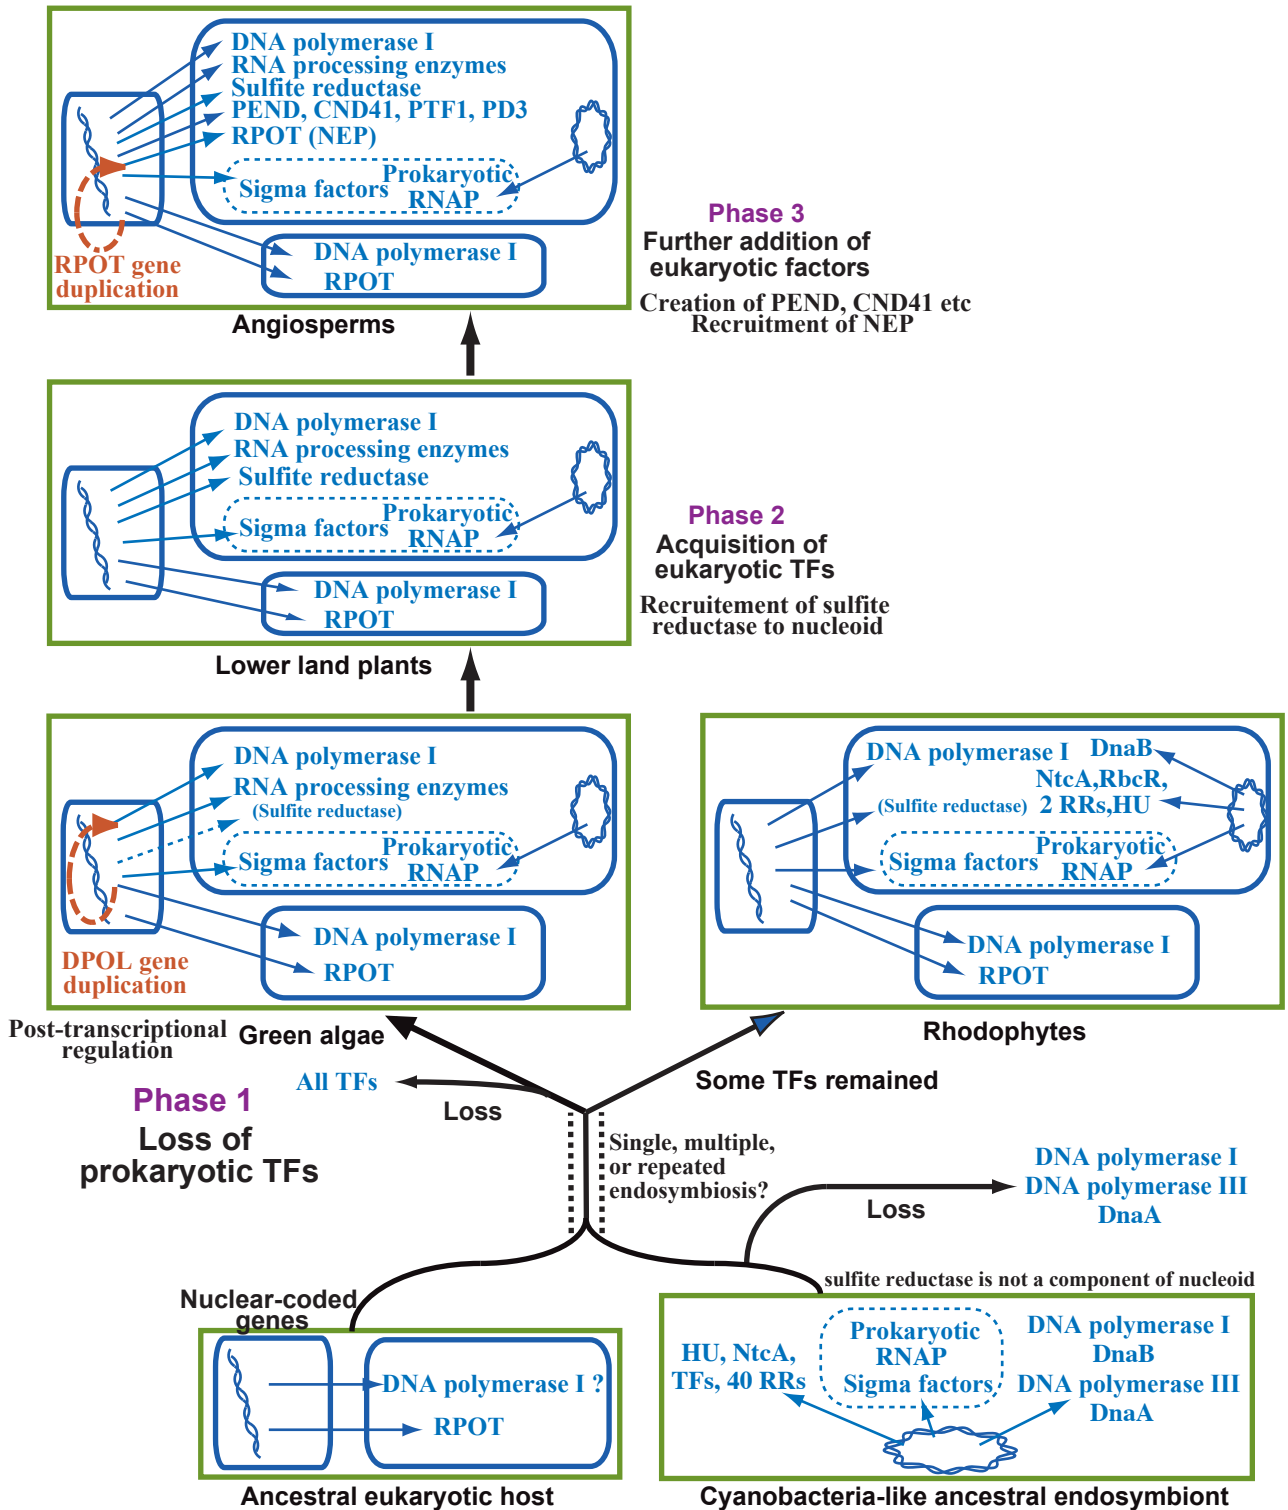 DNA polymerase I
RNA processing enzymes
Sulfite reductase
PEND, CND41, PTF1, PD3
RPOT (NEP)
Sigma factors
Prokaryotic
RNAP
DNA polymerase I
RPOT
RPOT gene
duplication
Angiosperms
Phase 3
Further addition of
eukaryotic factors
Creation of PEND, CND41 etc
Recruitment of NEP
DNA polymerase I
RNA processing enzymes
Sulfite reductase
Sigma factors
Prokaryotic
RNAP
DNA polymerase I
RPOT
Lower land plants
Phase 2
Acquisition of
eukaryotic TFs
Recruitement of sulfite
reductase to nucleoid
DNA polymerase I
RNA processing enzymes
(Sulfite reductase)
Sigma factors
Prokaryotic
RNAP
DNA polymerase I
RPOT
DPOL gene
duplication
Post-transcriptional
regulation
Green algae
DNA polymerase I
DnaB
NtcA,RbcR,
2 RRs,HU
(Sulfite reductase)
Sigma factors
Prokaryotic
RNAP
DNA polymerase I
RPOT
Rhodophytes
All TFs
Loss
Some TFs remained
Phase 1
Loss of
prokaryotic TFs
Single, multiple,
or repeated
endosymbiosis?
Loss
DNA polymerase I
DNA polymerase III
DnaA
Nuclear-coded
genes
DNA polymerase I ?
RPOT
Ancestral eukaryotic host
sulfite reductase is not a component of nucleoid
HU, NtcA,
TFs, 40 RRs
Prokaryotic
RNAP
Sigma factors
DNA polymerase I
DnaB
DNA polymerase III
DnaA
Cyanobacteria-like ancestral endosymbiont